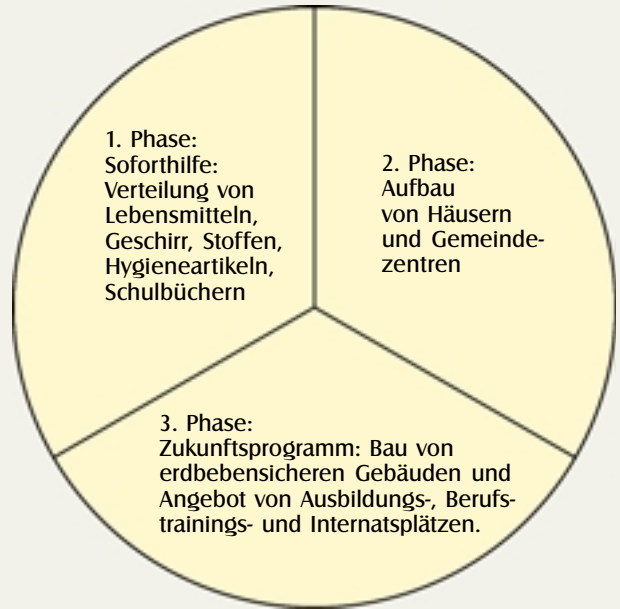 1. Phase:
Soforthilfe:
Verteilung von
Lebensmitteln,
Geschirr, Stoffen,
Hygieneartikeln,
Schulbüchern
2. Phase:
Aufbau
von Häusern
und Gemeinde-
zentren
3. Phase:
Zukunftsprogramm: Bau von
erdbebensicheren Gebäuden und
Angebot von Ausbildungs-, Berufs-
trainings- und Internatsplätzen.